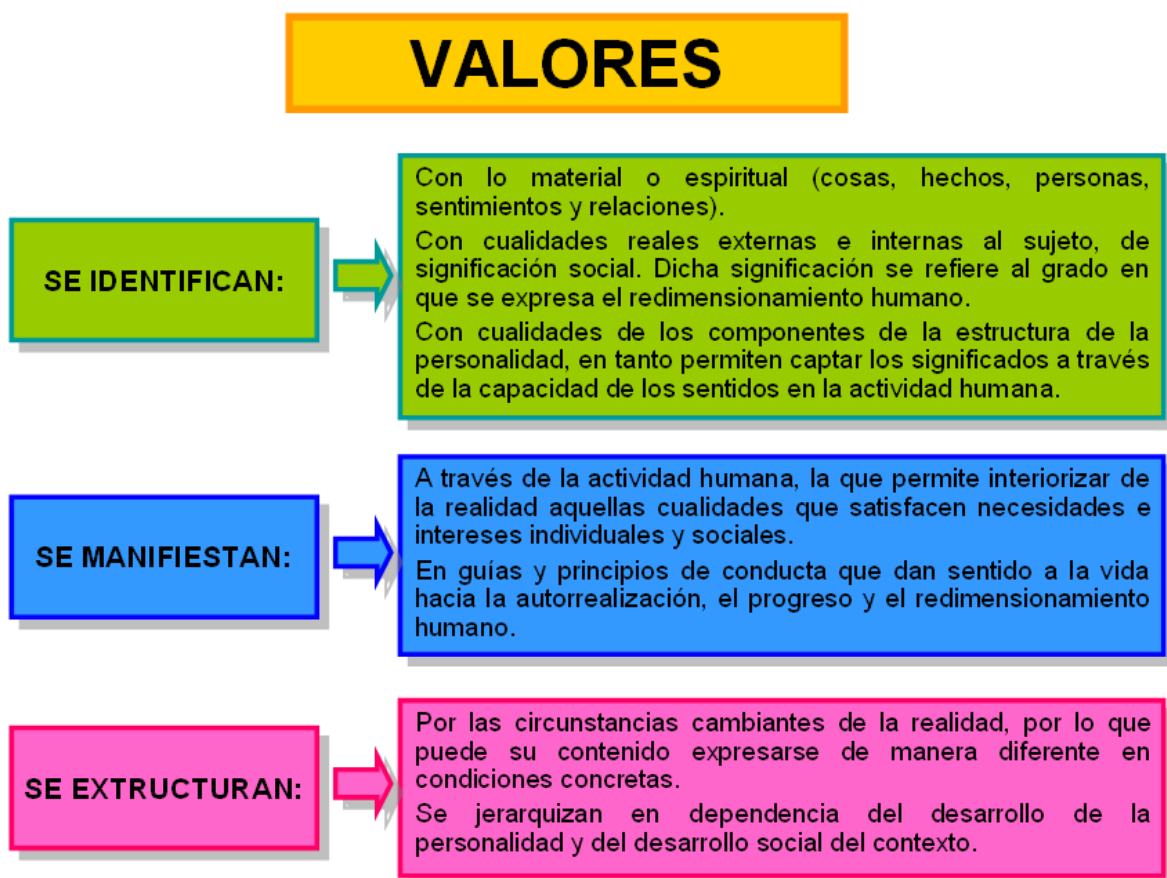 VALORES
SE IDENTIFICAN:
Con lo material o espiritual (cosas, hechos, personas,
sentimientos y relaciones).
Con cualidades reales externas e internas al sujeto, de
significación social. Dicha significación se refiere al grado en
que se expresa el redimensionamiento humano.
Con cualidades de los componentes de la estructura de la
personalidad, en tanto permiten captar los significados a través
de la capacidad de los sentidos en la actividad humana.
SE MANIFIESTAN:
A través de la actividad humana, la que permite interiorizar de
la realidad aquellas cualidades que satisfacen necesidades e
intereses individuales y sociales.
En guías y principios de conducta que dan sentido a la vida
hacia la autorrealización, el progreso y el redimensionamiento
humano.
SE EXTRUCTURAN:
Por las circunstancias cambiantes de la realidad, por lo que
puede su contenido expresarse de manera diferente en
condiciones concretas.
Se jerarquizan en dependencia del desarrollo de la
personalidad y del desarrollo social del contexto.